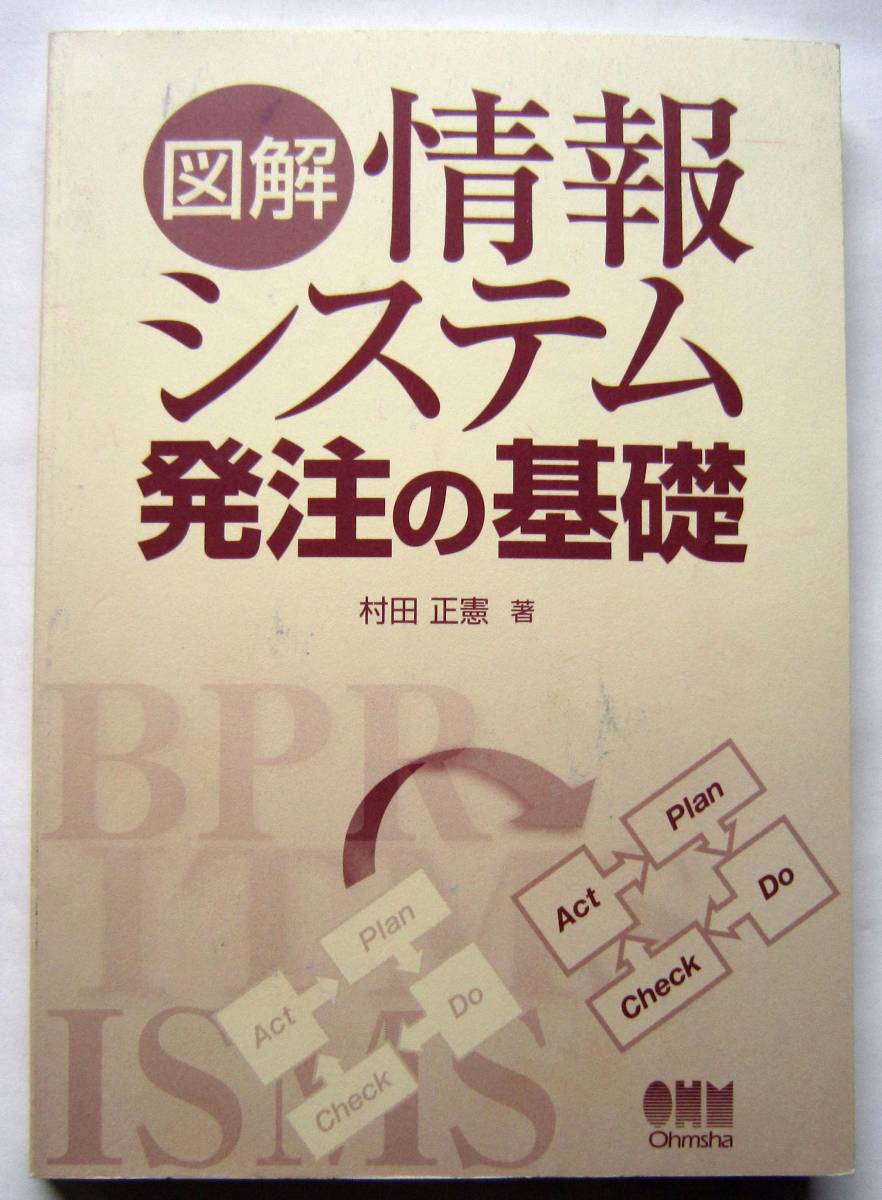 図解 情報
システム
発注の基礎
村田 正憲 著
BPR
ISMS
Plan
Do
Check
Act
Plan
Do
Check
Act
OHM
Ohmsha